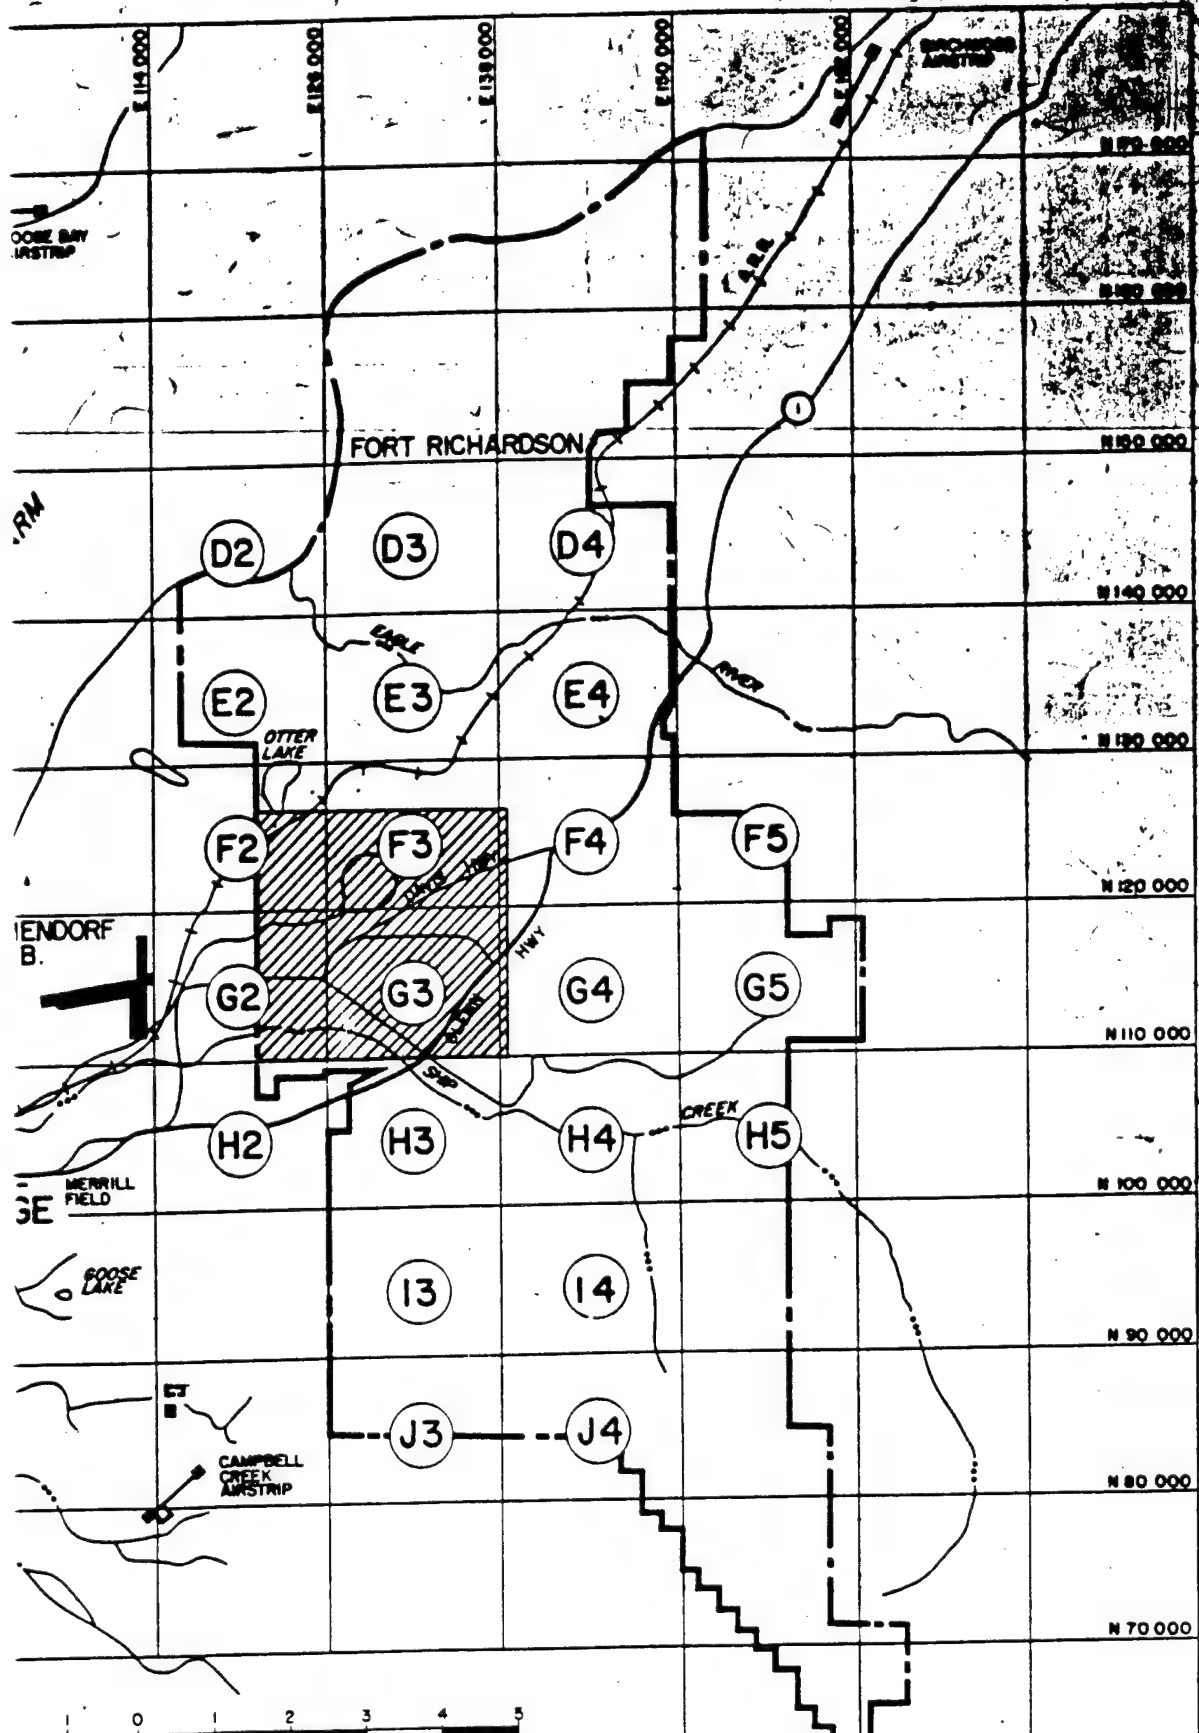 E 114 000
E 126 000
E 138 000
E 150 000
BIRCHWOOD
AIRSTRIP
N 170 000
OOSE BAY
AIRSTRIP
A.R.R.
N 160 000
1
FORT RICHARDSON
N 150 000
.RM
D2
D3
D4
N 140 000
EAGLE
RIVER
E2
E3
E4
OTTER
LAKE
N 130 000
F2
F3
F4
F5
DAVIS HWY
N 120 000
ENDORF
B.
HWY
G2
G3
G4
G5
GLENN
N 110 000
SHIP
CREEK
H2
H3
H4
H5
MERRILL
FIELD
GE
N 100 000
GOOSE
LAKE
I3
I4
N 90 000
J3
J4
CAMPBELL
CREEK
AIRSTRIP
N 80 000
N 70 000
1 0 1 2 3 4 5